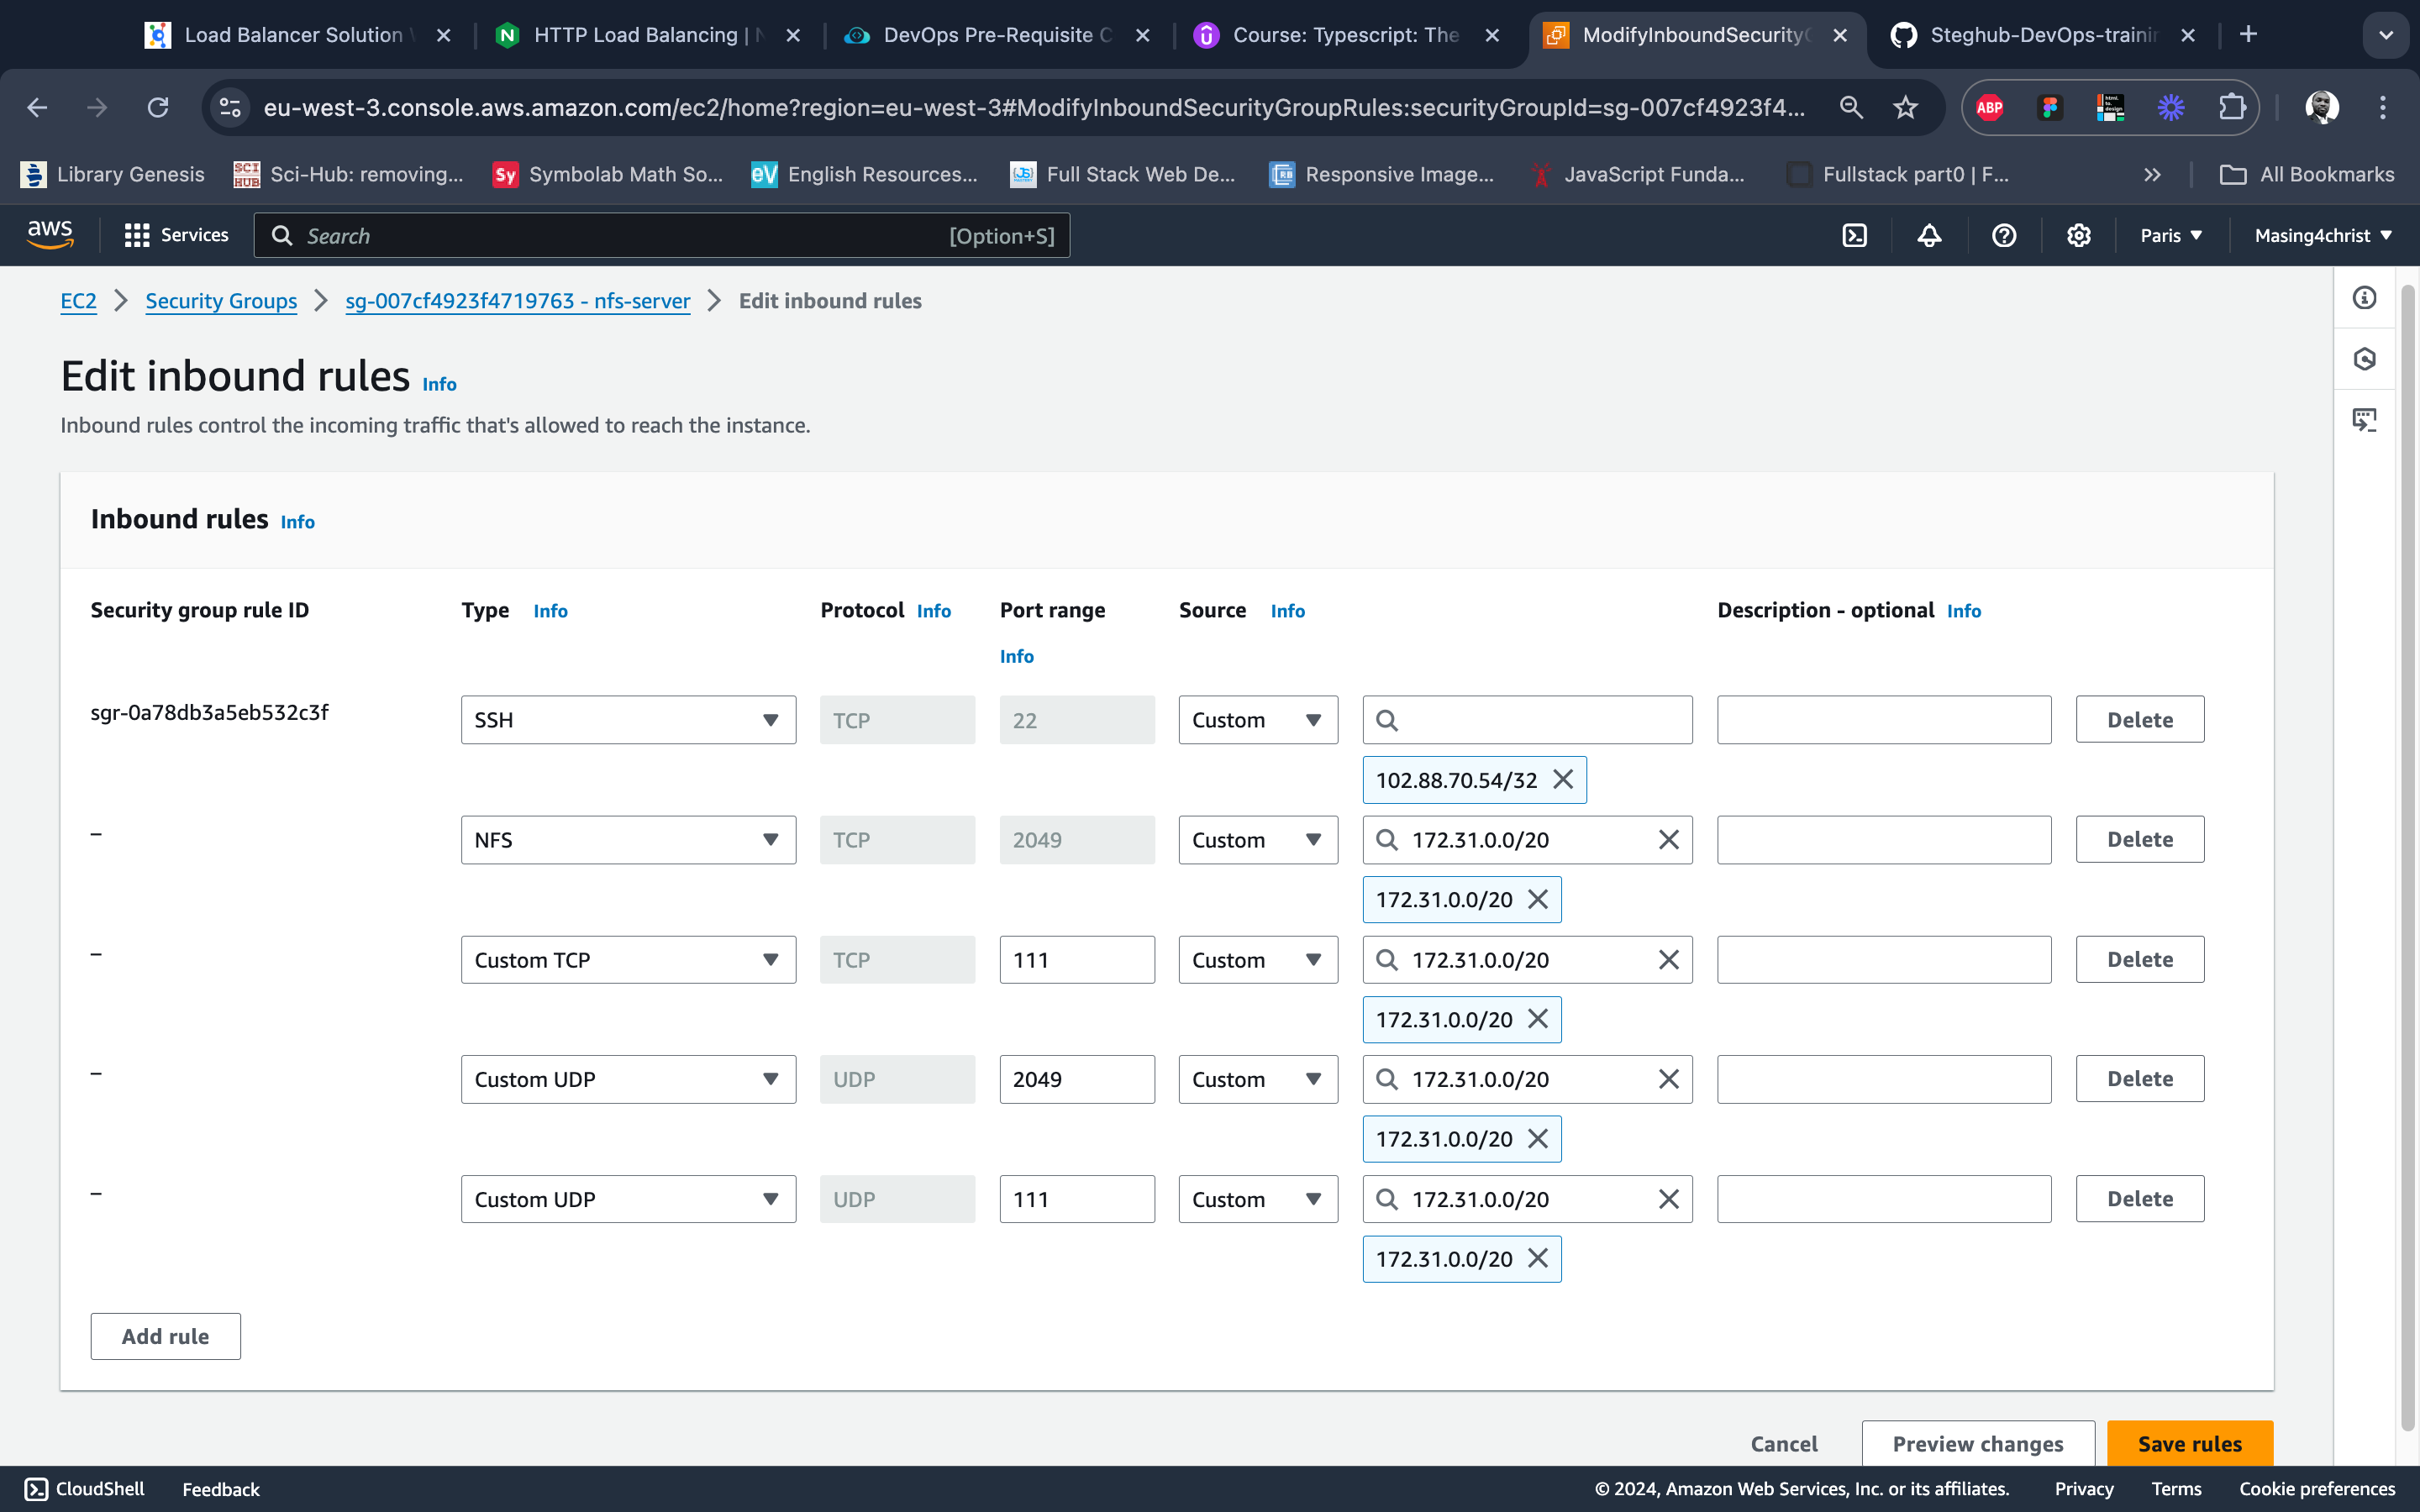 Load Balancer Solution
HTTP Load Balancing |
DevOps Pre-Requisite
Course: Typescript: The
ModifyInboundSecurity
Steghub-DevOps-trainin
eu-west-3.console.aws.amazon.com/ec2/home?region=eu-west-3#ModifyInboundSecurityGroupRules:securityGroupId=sg-007cf4923f4...
ABP
Library Genesis
SCI HUB
Sci-Hub: removing...
Sy
Symbolab Math So...
eV
English Resources...
Full Stack Web De...
Responsive Image...
JavaScript Funda...
Fullstack part0 | F...
All Bookmarks
aws
Services
Search
[Option+S]
Paris
Masing4christ
EC2 > Security Groups > sg-007cf4923f4719763 - nfs-server > Edit inbound rules
Edit inbound rules Info
Inbound rules control the incoming traffic that's allowed to reach the instance.
Inbound rules Info
Security group rule ID Type Info Protocol Info Port range Source Info Description - optional Info
Info
sgr-0a78db3a5eb532c3f SSH TCP 22 Custom Delete
102.88.70.54/32
– NFS TCP 2049 Custom 172.31.0.0/20 Delete
172.31.0.0/20
– Custom TCP TCP 111 Custom 172.31.0.0/20 Delete
172.31.0.0/20
– Custom UDP UDP 2049 Custom 172.31.0.0/20 Delete
172.31.0.0/20
– Custom UDP UDP 111 Custom 172.31.0.0/20 Delete
172.31.0.0/20
Add rule
Cancel Preview changes Save rules
CloudShell Feedback © 2024, Amazon Web Services, Inc. or its affiliates. Privacy Terms Cookie preferences